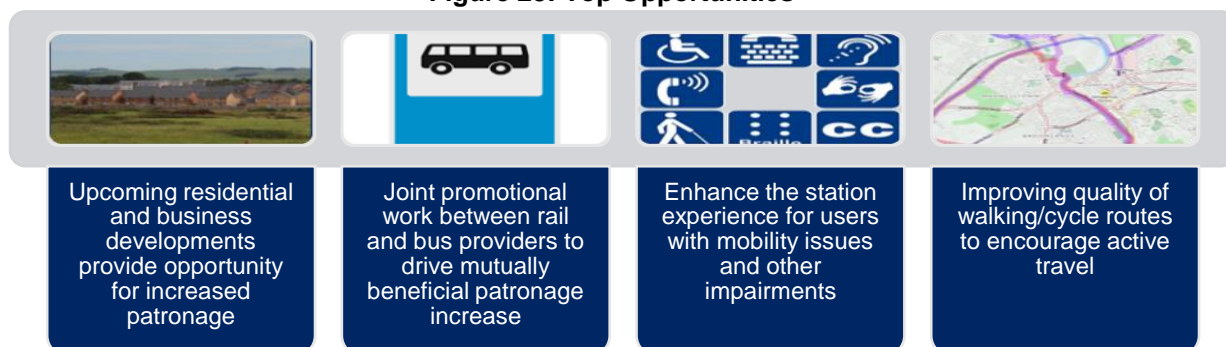 Figure Top Opportunities
CC
Braille
Upcoming residential
and business
developments
provide opportunity
for increased
patronage
Joint promotional
work between rail
and bus providers to
drive mutually
beneficial patronage
increase
Enhance the station
experience for users
with mobility issues
and other
impairments
Improving quality of
walking/cycle routes
to encourage active
travel